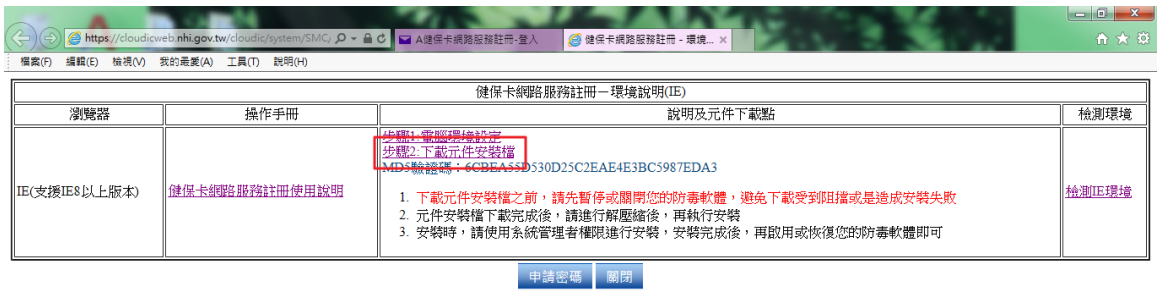 https://cloudicweb.nhi.gov.tw/cloudic/system/SMC/
A健保卡網路服務註冊-登入
健保卡網路服務註冊 - 環境...
檔案(F) 編輯(E) 檢視(V) 我的最愛(A) 工具(T) 說明(H)
健保卡網路服務註冊－環境說明(IE)
瀏覽器 操作手冊 說明及元件下載點 檢測環境
步驟1:電腦環境設定
步驟2:下載元件安裝檔
MD5驗證碼：6CBEA55D530D25C2EAE4E3BC5987EDA3
IE(支援IE8以上版本) 健保卡網路服務註冊使用說明
1. 下載元件安裝檔之前，請先暫停或關閉您的防毒軟體，避免下載受到阻擋或是造成安裝失敗
2. 元件安裝檔下載完成後，請進行解壓縮後，再執行安裝
3. 安裝時，請使用系統管理者權限進行安裝，安裝完成後，再啟用或恢復您的防毒軟體即可
檢測IE環境
申請密碼 關閉